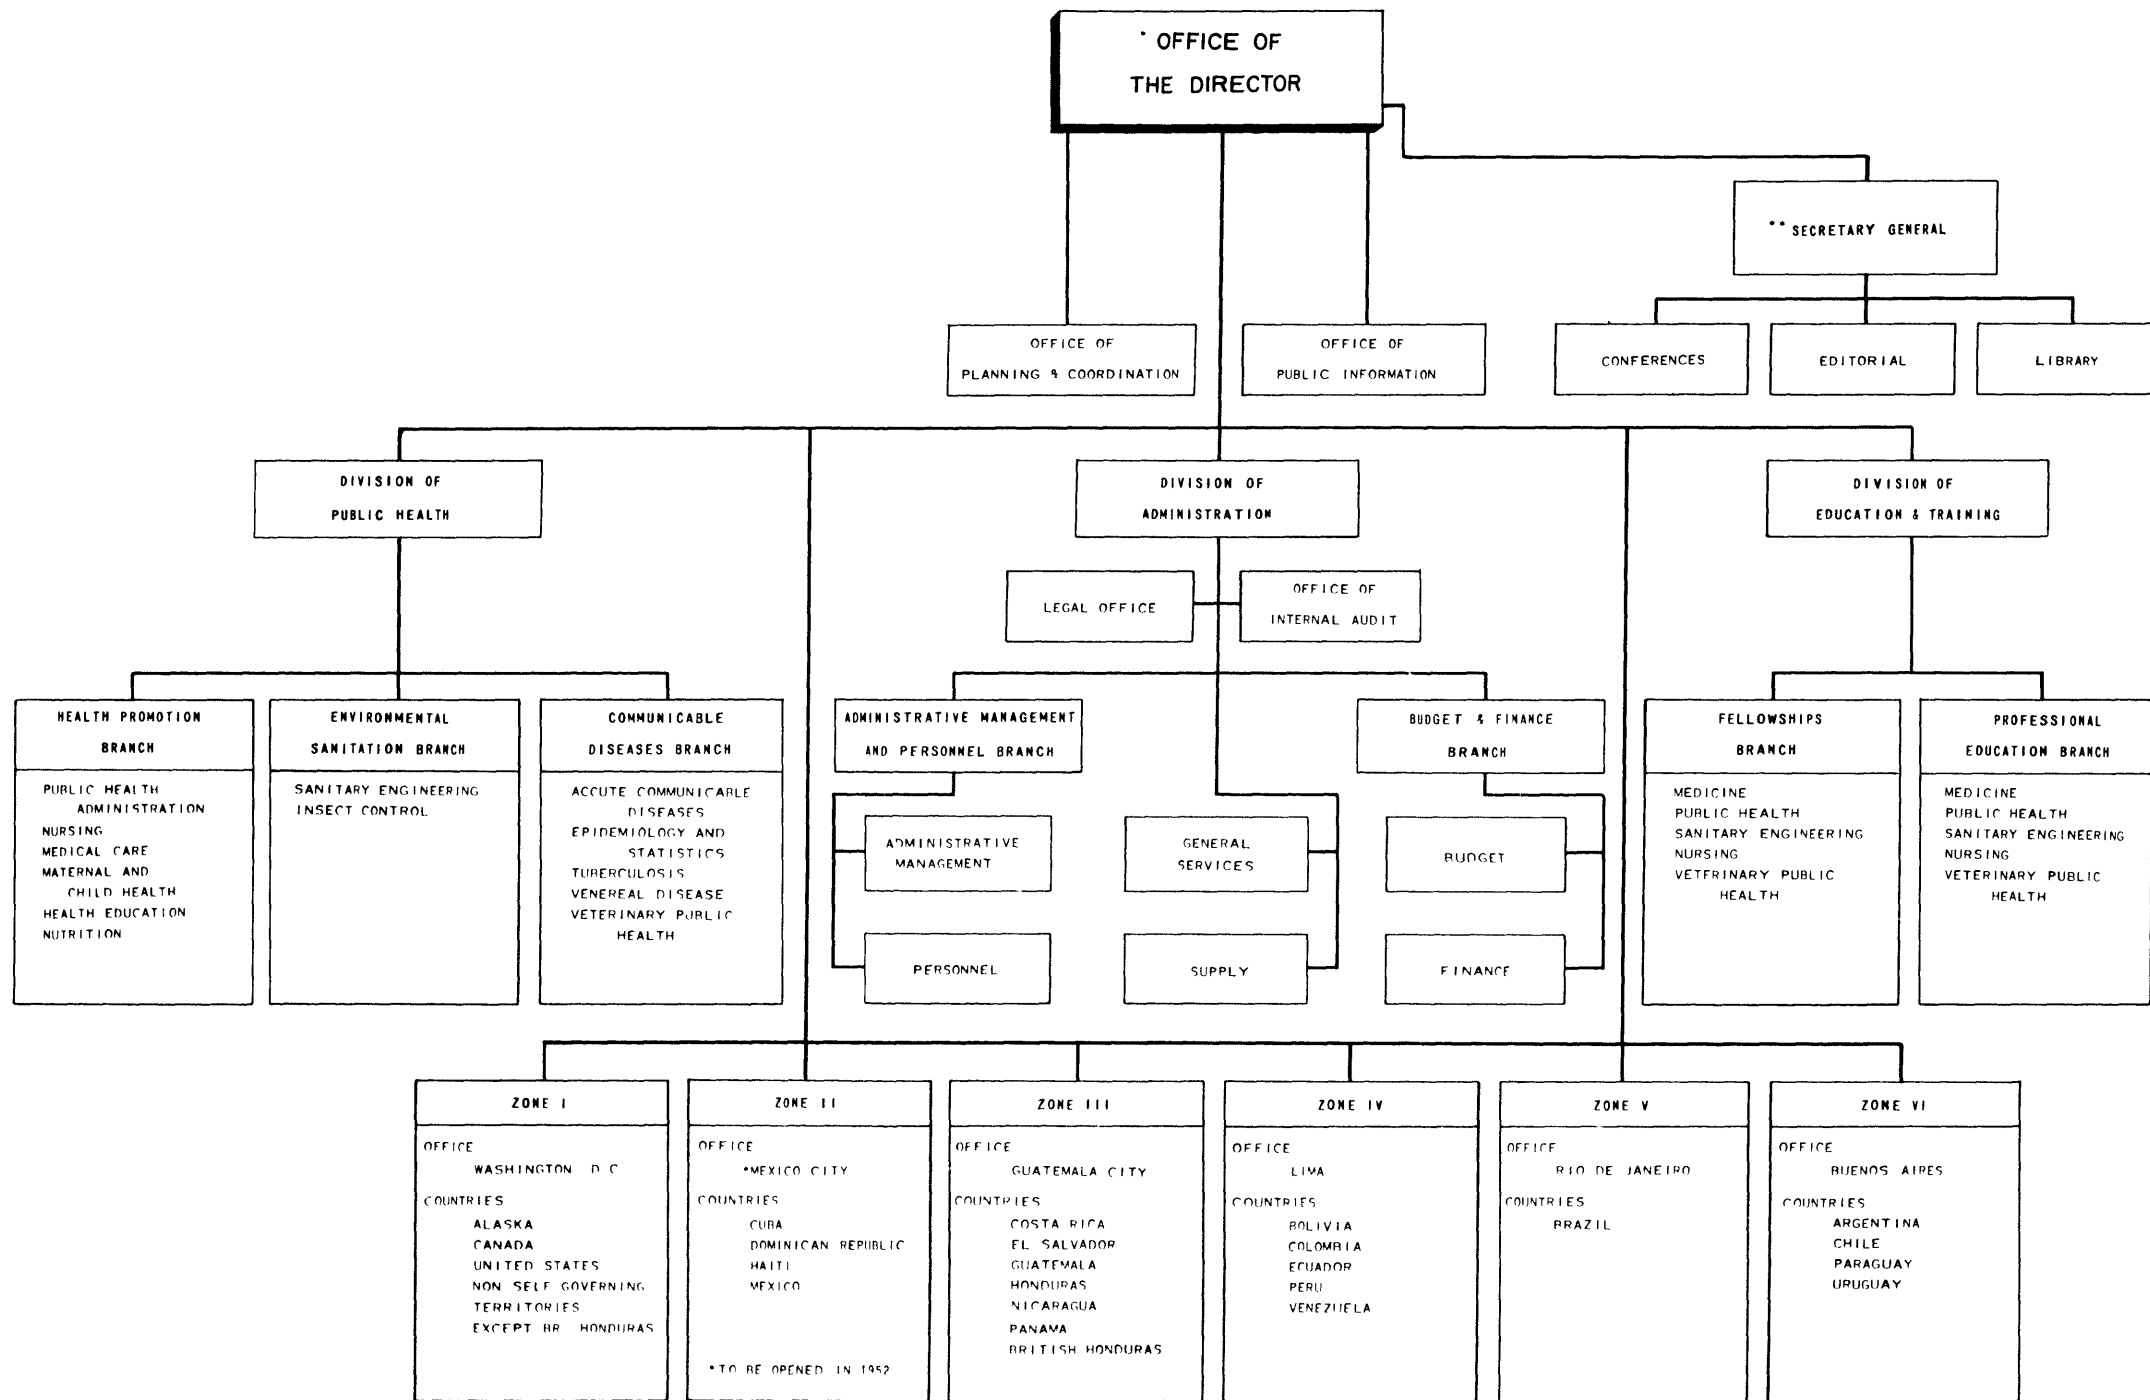 * OFFICE OF
THE DIRECTOR
** SECRETARY GENERAL
OFFICE OF
PLANNING & COORDINATION
OFFICE OF
PUBLIC INFORMATION
CONFERENCES
EDITORIAL
LIBRARY
DIVISION OF
PUBLIC HEALTH
DIVISION OF
ADMINISTRATION
DIVISION OF
EDUCATION & TRAINING
LEGAL OFFICE
OFFICE OF
INTERNAL AUDIT
HEALTH PROMOTION
BRANCH
PUBLIC HEALTH
ADMINISTRATION
NURSING
MEDICAL CARE
MATERNAL AND
CHILD HEALTH
HEALTH EDUCATION
NUTRITION
ENVIRONMENTAL
SANITATION BRANCH
SANITARY ENGINEERING
INSECT CONTROL
COMMUNICABLE
DISEASES BRANCH
ACCUTE COMMUNICABLE
DISEASES
EPIDEMIOLOGY AND
STATISTICS
TUBERCULOSIS
VENEREAL DISEASE
VETERINARY PUBLIC
HEALTH
ADMINISTRATIVE MANAGEMENT
AND PERSONNEL BRANCH
ADMINISTRATIVE
MANAGEMENT
PERSONNEL
GENERAL
SERVICES
SUPPLY
BUDGET & FINANCE
BRANCH
BUDGET
FINANCE
FELLOWSHIPS
BRANCH
MEDICINE
PUBLIC HEALTH
SANITARY ENGINEERING
NURSING
VETERINARY PUBLIC
HEALTH
PROFESSIONAL
EDUCATION BRANCH
MEDICINE
PUBLIC HEALTH
SANITARY ENGINEERING
NURSING
VETERINARY PUBLIC
HEALTH
ZONE I
OFFICE
WASHINGTON D C
COUNTRIES
ALASKA
CANADA
UNITED STATES
NON SELF GOVERNING
TERRITORIES
EXCEPT BR HONDURAS
ZONE II
OFFICE
*MEXICO CITY
COUNTRIES
CUBA
DOMINICAN REPUBLIC
HAITI
MEXICO
*TO BE OPENED IN 1952
ZONE III
OFFICE
GUATEMALA CITY
COUNTRIES
COSTA RICA
EL SALVADOR
GUATEMALA
HONDURAS
NICARAGUA
PANAMA
BRITISH HONDURAS
ZONE IV
OFFICE
LIMA
COUNTRIES
BOLIVIA
COLOMBIA
ECUADOR
PERU
VENEZUELA
ZONE V
OFFICE
RIO DE JANEIRO
COUNTRIES
BRAZIL
ZONE VI
OFFICE
BUENOS AIRES
COUNTRIES
ARGENTINA
CHILE
PARAGUAY
URUGUAY